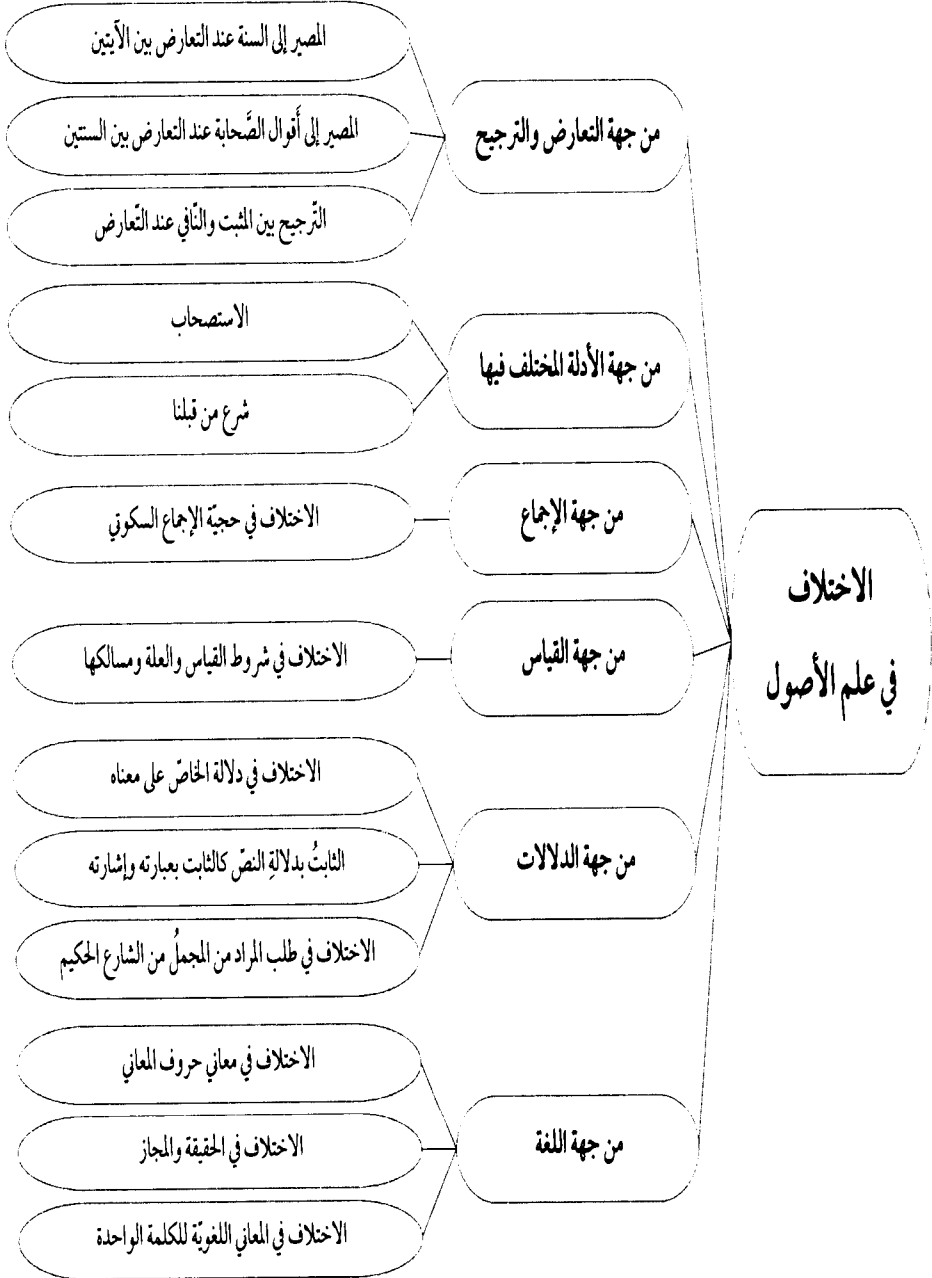 الاختلاف
في علم الأصول
من جهة التعارض والترجيح
المصير إلى السنة عند التعارض بين الآيتين
المصير إلى أَقوال الصَّحابة عند التعارض بين السنتين
التّرجيح بين المثبت والنّافي عند التّعارض
من جهة الأدلة المختلف فيها
الاستصحاب
شرع من قبلنا
من جهة الإجماع
الاختلاف في حجيّة الإجماع السكوتي
من جهة القياس
الاختلاف في شروط القياس والعلة ومسالكها
من جهة الدلالات
الاختلاف في دلالة الخاصّ على معناه
الثابتُ بدلالةِ النصّ كالثابت بعبارته وإشارته
الاختلاف في طلب المراد من المجملُ من الشارع الحكيم
من جهة اللغة
الاختلاف في معاني حروف المعاني
الاختلاف في الحقيقة والمجاز
الاختلاف في المعاني اللغويّة للكلمة الواحدة